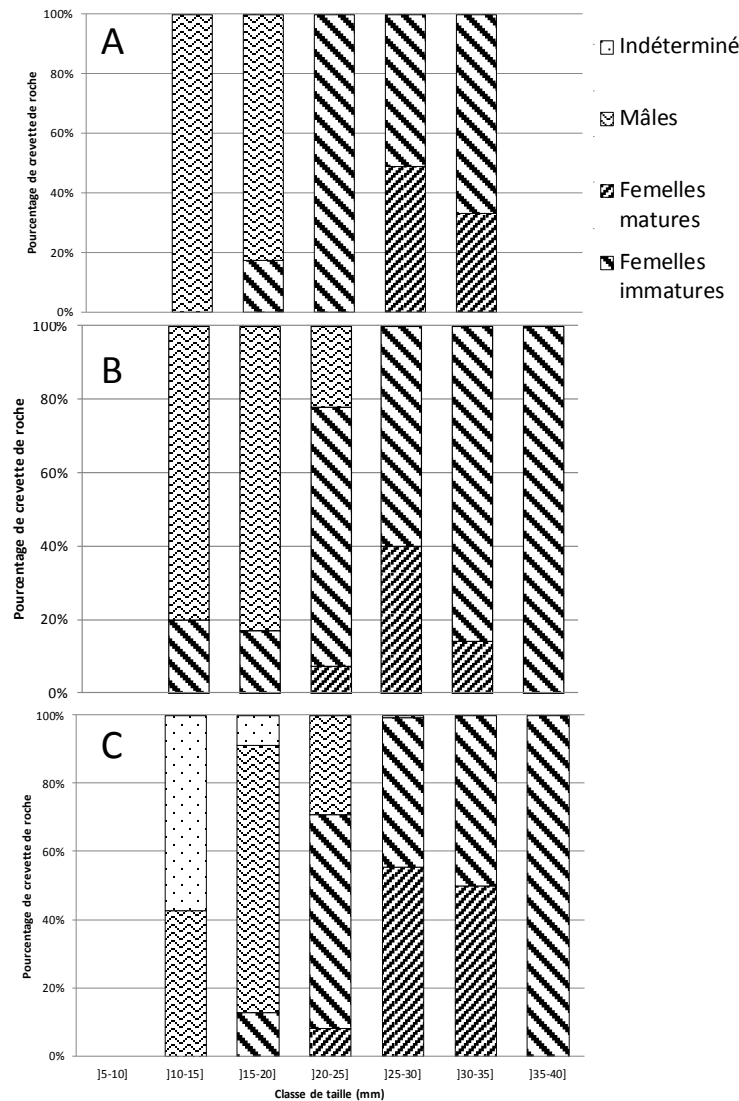 A
Pourcentage de crevette de roche
100%
80%
60%
40%
20%
0%
Indéterminé
Mâles
Femelles
matures
Femelles
immatures
B
Pourcentage de crevette de roche
100%
80%
60%
40%
20%
0%
C
Pourcentage de crevette de roche
100%
80%
60%
40%
20%
0%
]5-10]
]10-15]
]15-20]
]20-25]
]25-30]
]30-35]
]35-40]
Classe de taille (mm)